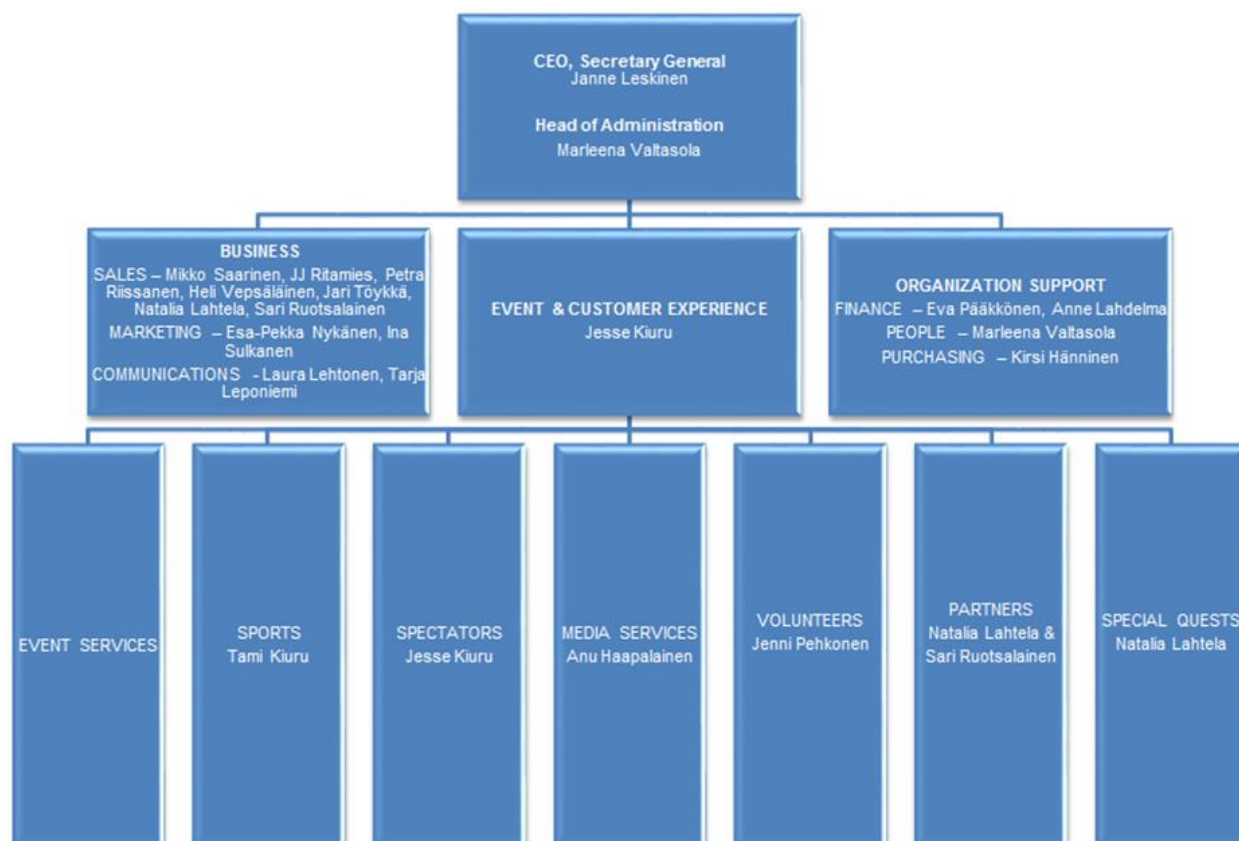 CEO, Secretary General
Janne Leskinen
Head of Administration
Marleena Valtasola
BUSINESS
SALES – Mikko Saarinen, JJ Ritamies, Petra
Riissanen, Heli Vepsäläinen, Jari Töykkä,
Natalia Lahtela, Sari Ruotsalainen
MARKETING – Esa-Pekka Nykänen, Ina
Sulkanen
COMMUNICATIONS -Laura Lehtonen, Tarja
Leponiemi
EVENT & CUSTOMER EXPERIENCE
Jesse Kiuru
ORGANIZATION SUPPORT
FINANCE – Eva Pääkkönen, Anne Lahdelma
PEOPLE – Marleena Valtasola
PURCHASING – Kirsi Hänninen
EVENT SERVICES
SPORTS
Tami Kiuru
SPECTATORS
Jesse Kiuru
MEDIA SERVICES
Anu Haapalainen
VOLUNTEERS
Jenni Pehkonen
PARTNERS
Natalia Lahtela &
Sari Ruotsalainen
SPECIAL QUESTS
Natalia Lahtela